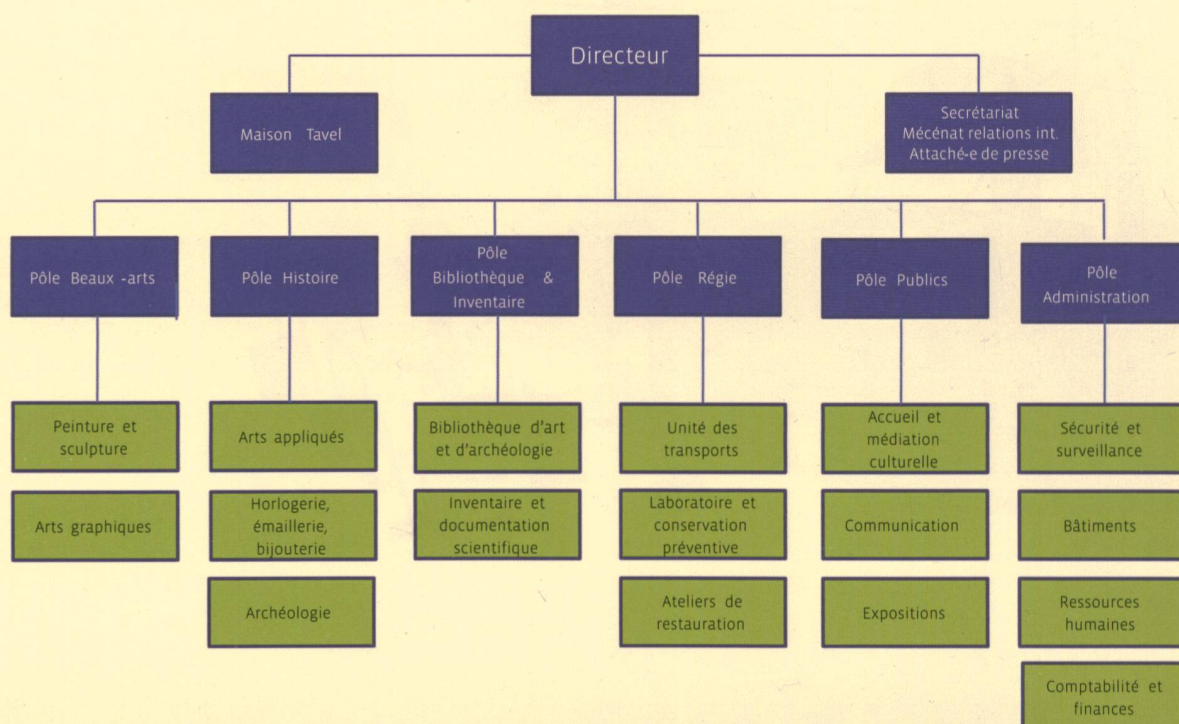 Directeur
Maison Tavel
Secrétariat
Mécénat relations int.
Attaché-e de presse
Pôle Beaux -arts
Pôle Histoire
Pôle
Bibliothèque &
Inventaire
Pôle Régie
Pôle Publics
Pôle
Administration
Peinture et
sculpture
Arts graphiques
Arts appliqués
Horlogerie,
émaillerie,
bijouterie
Archéologie
Bibliothèque d'art
et d'archéologie
Inventaire et
documentation
scientifique
Unité des
transports
Laboratoire et
conservation
préventive
Ateliers de
restauration
Accueil et
médiation
culturelle
Communication
Expositions
Sécurité et
surveillance
Bâtiments
Ressources
humaines
Comptabilité et
finances